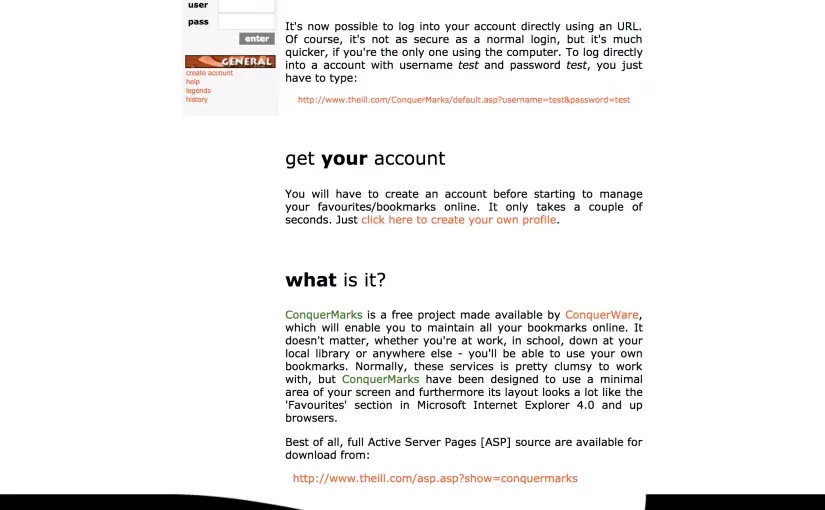 user
pass
enter
GENERAL
create account
help
legends
history
It's now possible to log into your account directly using an URL.
Of course, it's not as secure as a normal login, but it's much
quicker, if you're the only one using the computer. To log directly
into a account with username test and password test, you just
have to type:
http://www.theill.com/ConquerMarks/default.asp?username=test&password=test
get your account
You will have to create an account before starting to manage
your favourites/bookmarks online. It only takes a couple of
seconds. Just click here to create your own profile.
what is it?
ConquerMarks is a free project made available by ConquerWare,
which will enable you to maintain all your bookmarks online. It
doesn't matter, whether you're at work, in school, down at your
local library or anywhere else - you'll be able to use your own
bookmarks. Normally, these services is pretty clumsy to work
with, but ConquerMarks have been designed to use a minimal
area of your screen and furthermore its layout looks a lot like the
'Favourites' section in Microsoft Internet Explorer 4.0 and up
browsers.
Best of all, full Active Server Pages [ASP] source are available for
download from:
http://www.theill.com/asp.asp?show=conquermarks